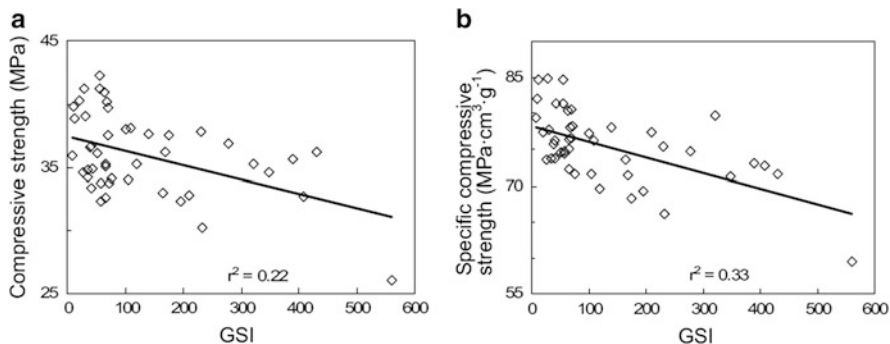 a
Compressive strength (MPa)
45
35
25
0
100
200
300
400
500
600
GSI
r² = 0.22
b
Specific compressive
strength (MPa·cm³·g⁻¹)
85
70
55
0
100
200
300
400
500
600
GSI
r² = 0.33